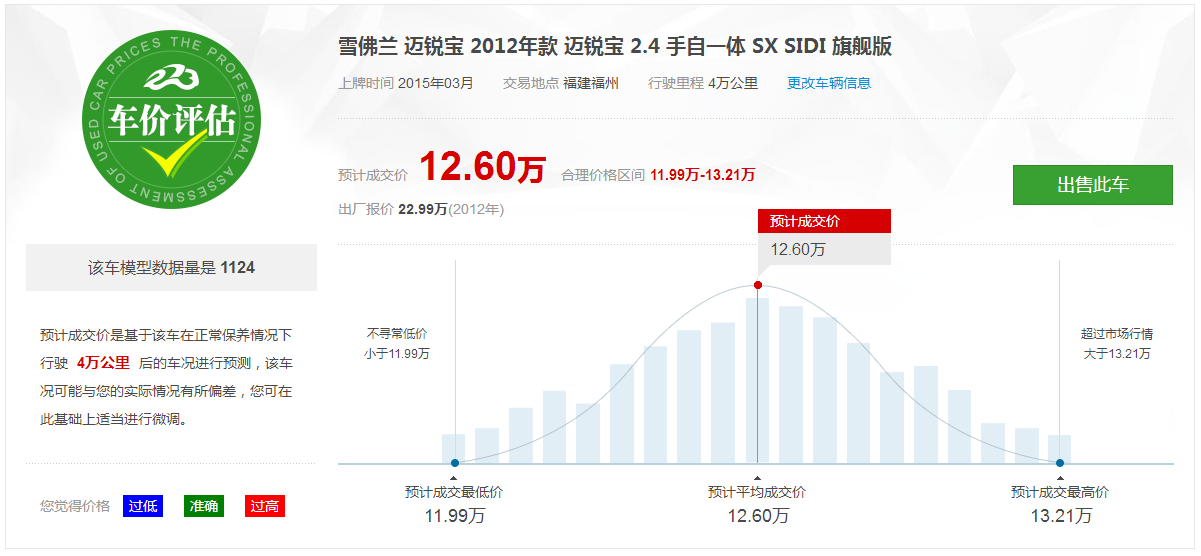 雪佛兰 迈锐宝 2012年款 迈锐宝 2.4 手自一体 SX SIDI 旗舰版
上牌时间 2015年03月 交易地点 福建福州 行驶里程 4万公里 更改车辆信息
USED CAR PRICES THE PROFESSIONAL ASSESSMENT OF
273
车价评估
预计成交价 12.60万 合理价格区间 11.99万-13.21万
出售此车
出厂报价 22.99万(2012年)
预计成交价
12.60万
该车模型数据量是 1124
预计成交价是基于该车在正常保养情况下
行驶 4万公里 后的车况进行预测，该车
况可能与您的实际情况有所偏差，您可在
此基础上适当进行微调。
不寻常低价
小于11.99万
超过市场行情
大于13.21万
您觉得价格 过低 准确 过高
预计成交最低价
11.99万
预计平均成交价
12.60万
预计成交最高价
13.21万